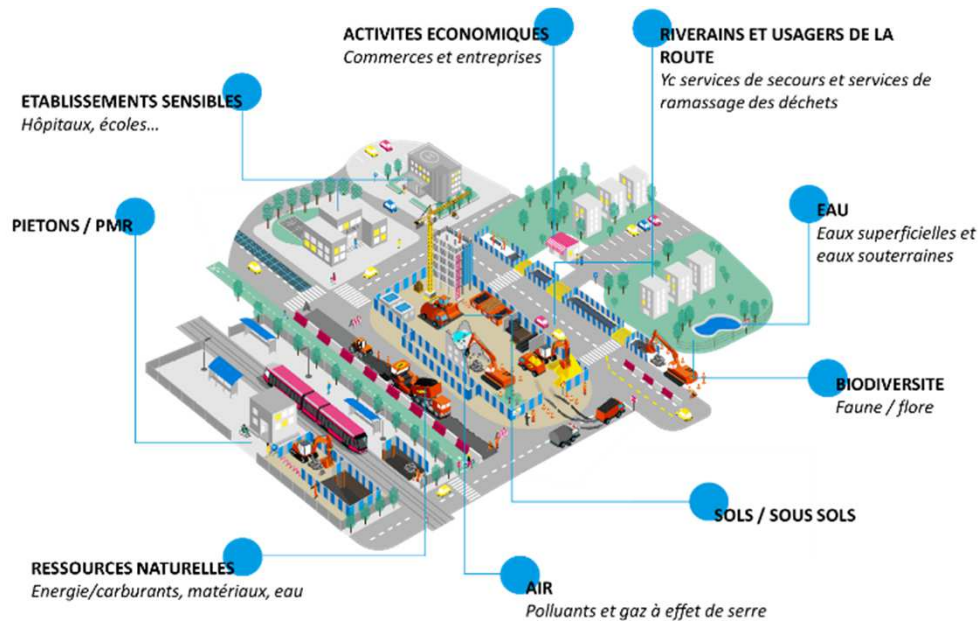 ACTIVITES ECONOMIQUES
Commerces et entreprises
RIVERAINS ET USAGERS DE LA
ROUTE
Yc services de secours et services de
ramassage des déchets
ETABLISSEMENTS SENSIBLES
Hôpitaux, écoles...
PIETONS / PMR
EAU
Eaux superficielles et
eaux souterraines
BIODIVERSITE
Faune / flore
SOLS / SOUS SOLS
RESSOURCES NATURELLES
Energie/carburants, matériaux, eau
AIR
Polluants et gaz à effet de serre